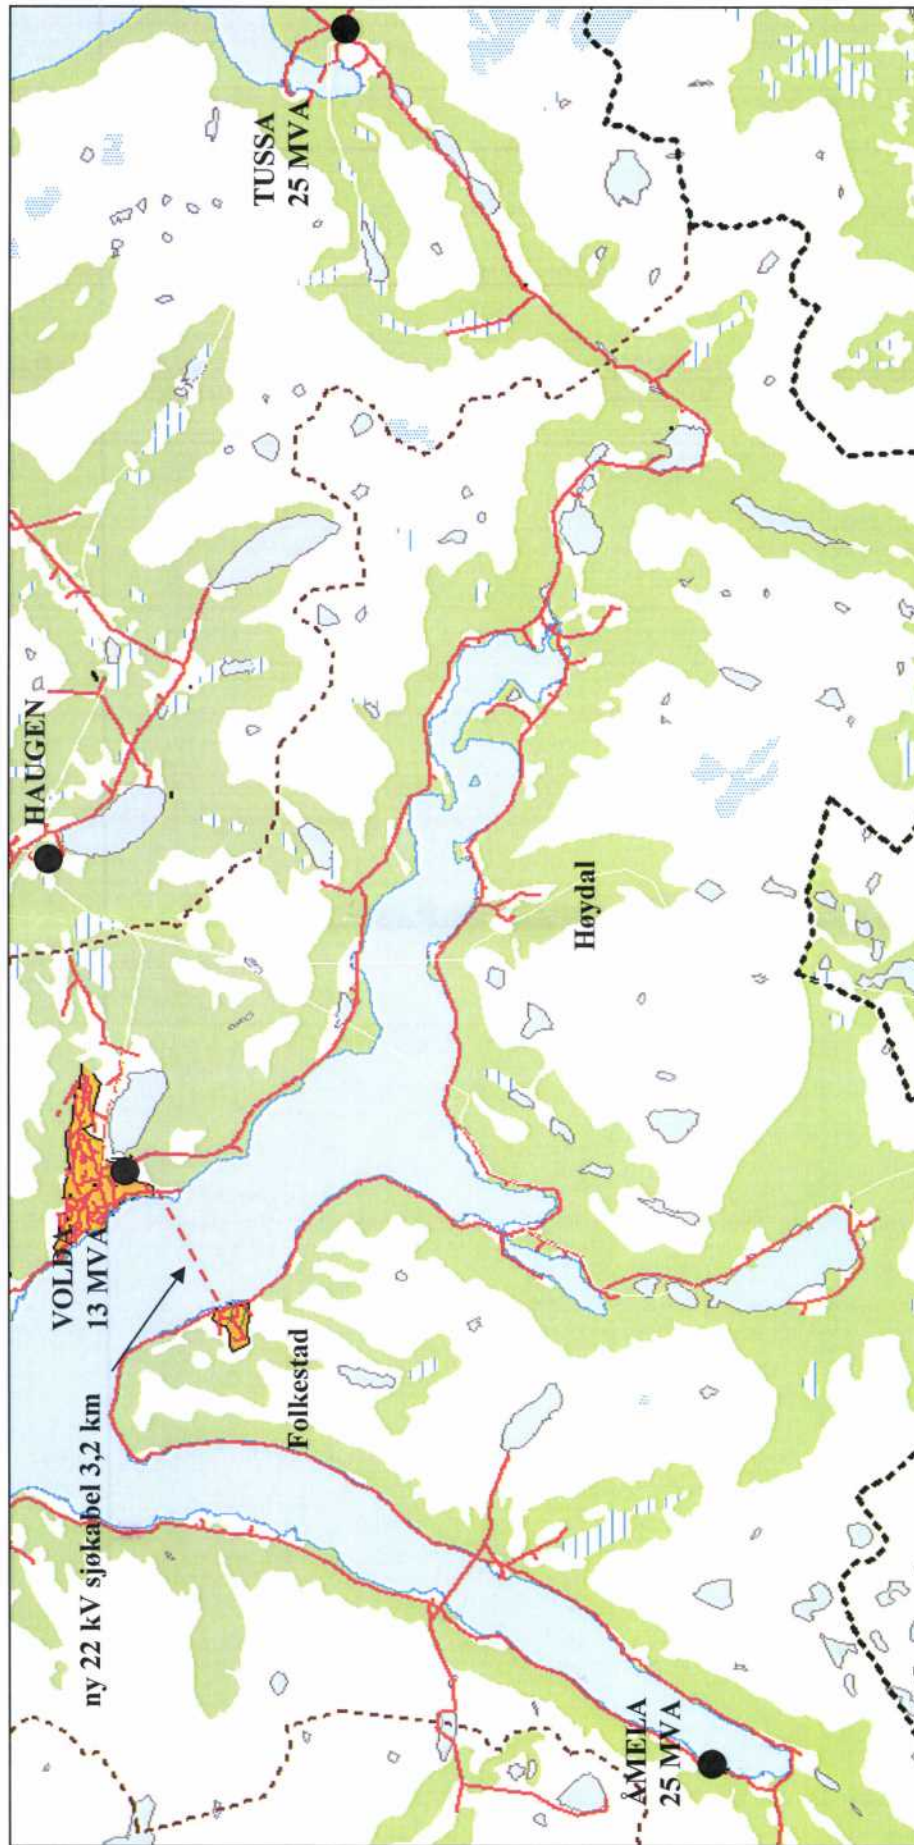 ny 22 kV sjøkabel 3,2 km
VOLDA
13 MVA
HAUGEN
TUSSA
25 MVA
Folkestad
Høydal
ÅMELA
25 MVA